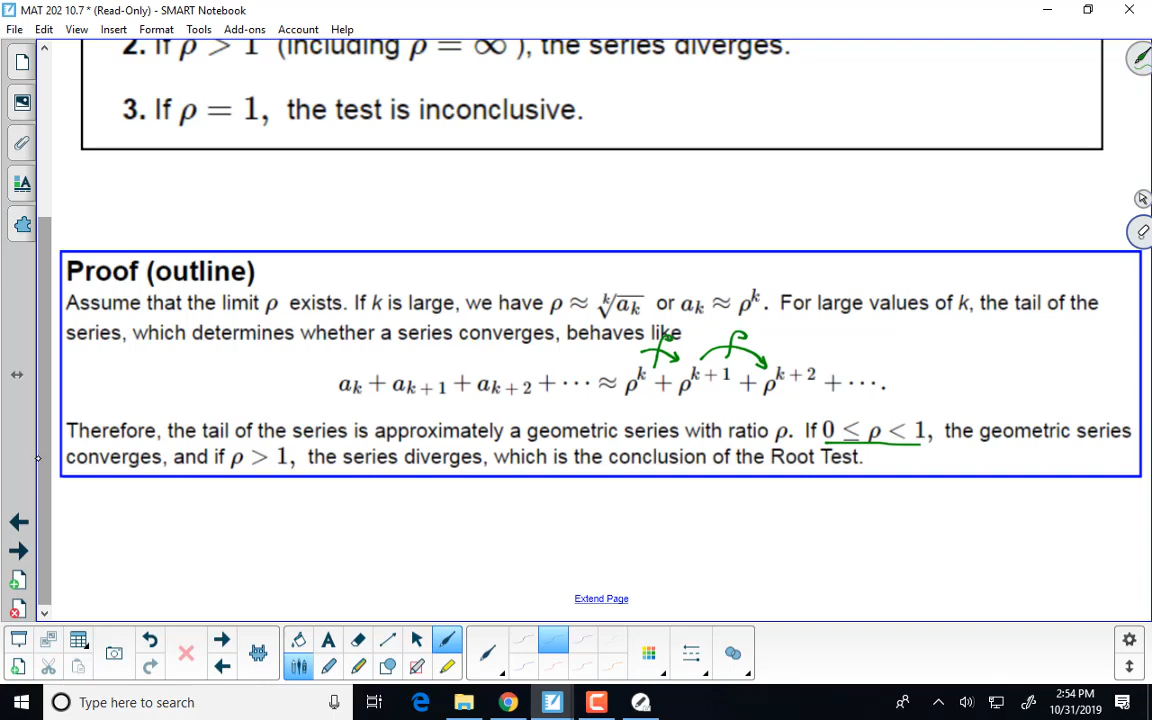 MAT 202 10.7 * (Read-Only) - SMART Notebook
File Edit View Insert Format Tools Add-ons Account Help
2. If ρ > 1 (including ρ = ∞ ), the series diverges.
3. If ρ = 1, the test is inconclusive.
Proof (outline)
Assume that the limit ρ exists. If k is large, we have ρ ≈ ᵏ√aₖ or aₖ ≈ ρᵏ. For large values of k, the tail of the
series, which determines whether a series converges, behaves like
ρ ρ
aₖ + aₖ₊₁ + aₖ₊₂ + ⋯ ≈ ρᵏ + ρᵏ⁺¹ + ρᵏ⁺² + ⋯.
Therefore, the tail of the series is approximately a geometric series with ratio ρ. If 0 ≤ ρ < 1, the geometric series
converges, and if ρ > 1, the series diverges, which is the conclusion of the Root Test.
Extend Page
Type here to search
2:54 PM
10/31/2019